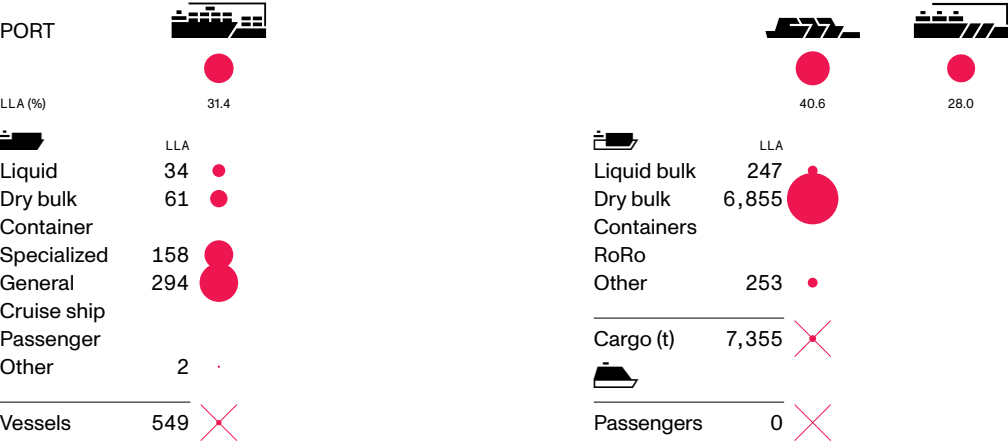 PORT
LLA (%) 31.4 40.6 28.0
LLA LLA
Liquid 34 Liquid bulk 247
Dry bulk 61 Dry bulk 6,855
Container Containers
Specialized 158 RoRo
General 294 Other 253
Cruise ship
Passenger Cargo (t) 7,355
Other 2
Vessels 549 Passengers 0